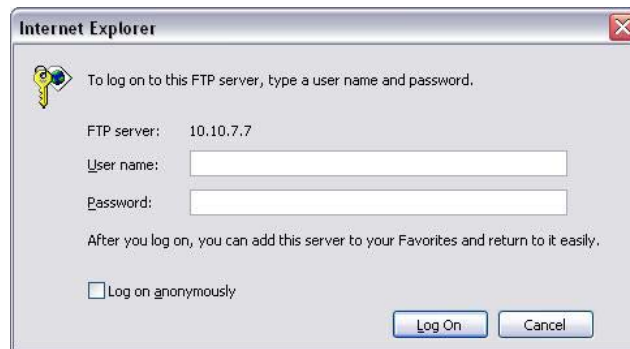 Internet Explorer
To log on to this FTP server, type a user name and password.
FTP server: 10.10.7.7
User name:
Password:
After you log on, you can add this server to your Favorites and return to it easily.
Log on anonymously
Log On Cancel